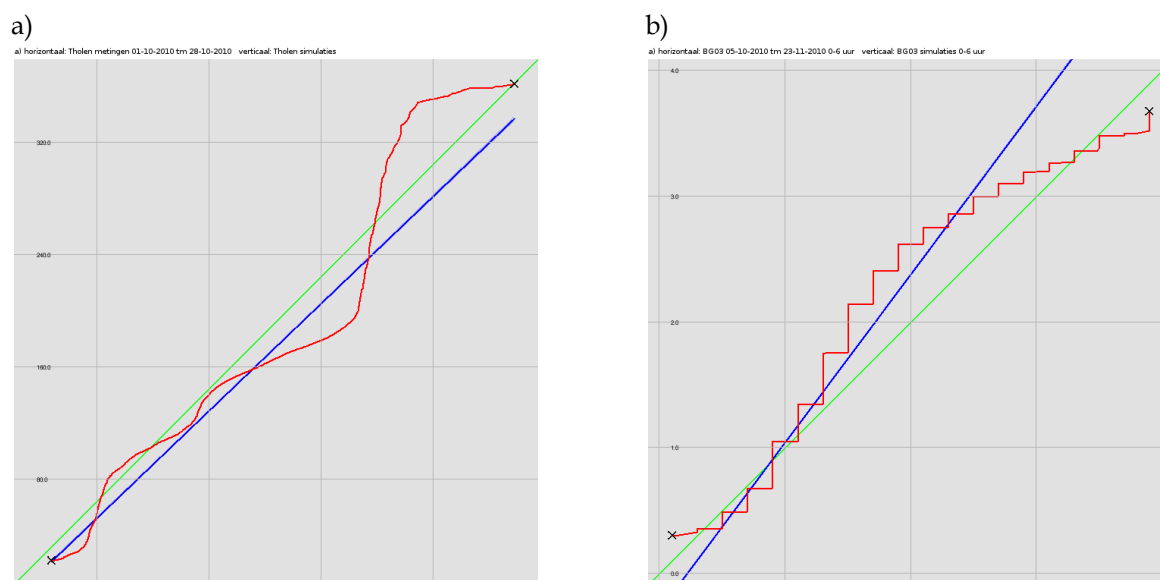 a)
a) horizontaal: Tholen metingen 01-10-2010 tm 28-10-2010 verticaal: Tholen simulaties
320.0
240.0
160.0
80.0
b)
a) horizontaal: BG03 05-10-2010 tm 23-11-2010 0-6 uur verticaal: BG03 simulaties 0-6 uur
4.0
3.0
2.0
1.0
0.0